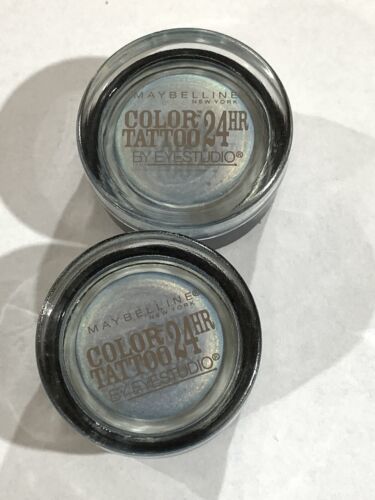 MAYBELLINE
NEW YORK
COLOR
TATTOO 24HR
BY EYESTUDIO®
MAYBELLINE®
NEW YORK
COLOR
TATTOO 24HR
BY EYESTUDIO®